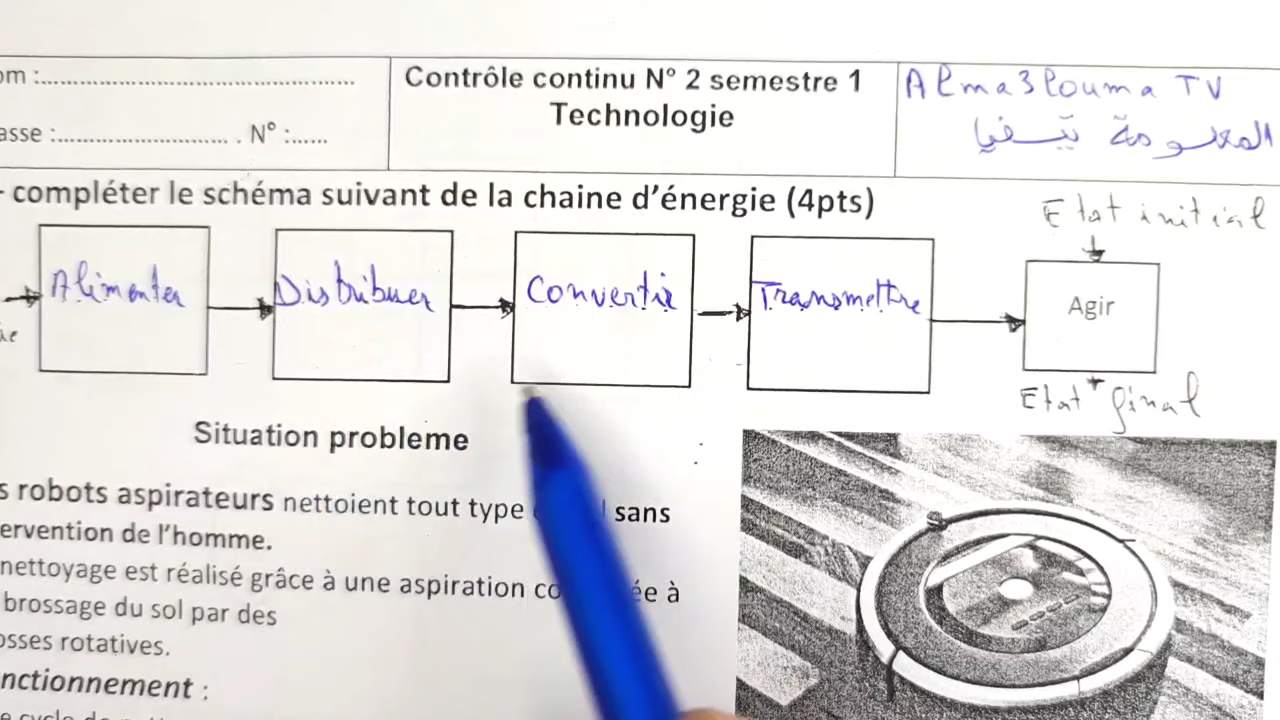 om :................................................
asse :............................ . N° :......
Contrôle continu N° 2 semestre 1
Technologie
Alma3louma TV
المعلومة تيفيا
compléter le schéma suivant de la chaine d’énergie (4pts)
Etat initial
Alimenter
Distribuer
Convertir
Transmettre
Agir
Etat final
Situation probleme
s robots aspirateurs nettoient tout type sans
ervention de l’homme.
nettoyage est réalisé grâce à une aspiration co ée à
brossage du sol par des
osses rotatives.
nctionnement :